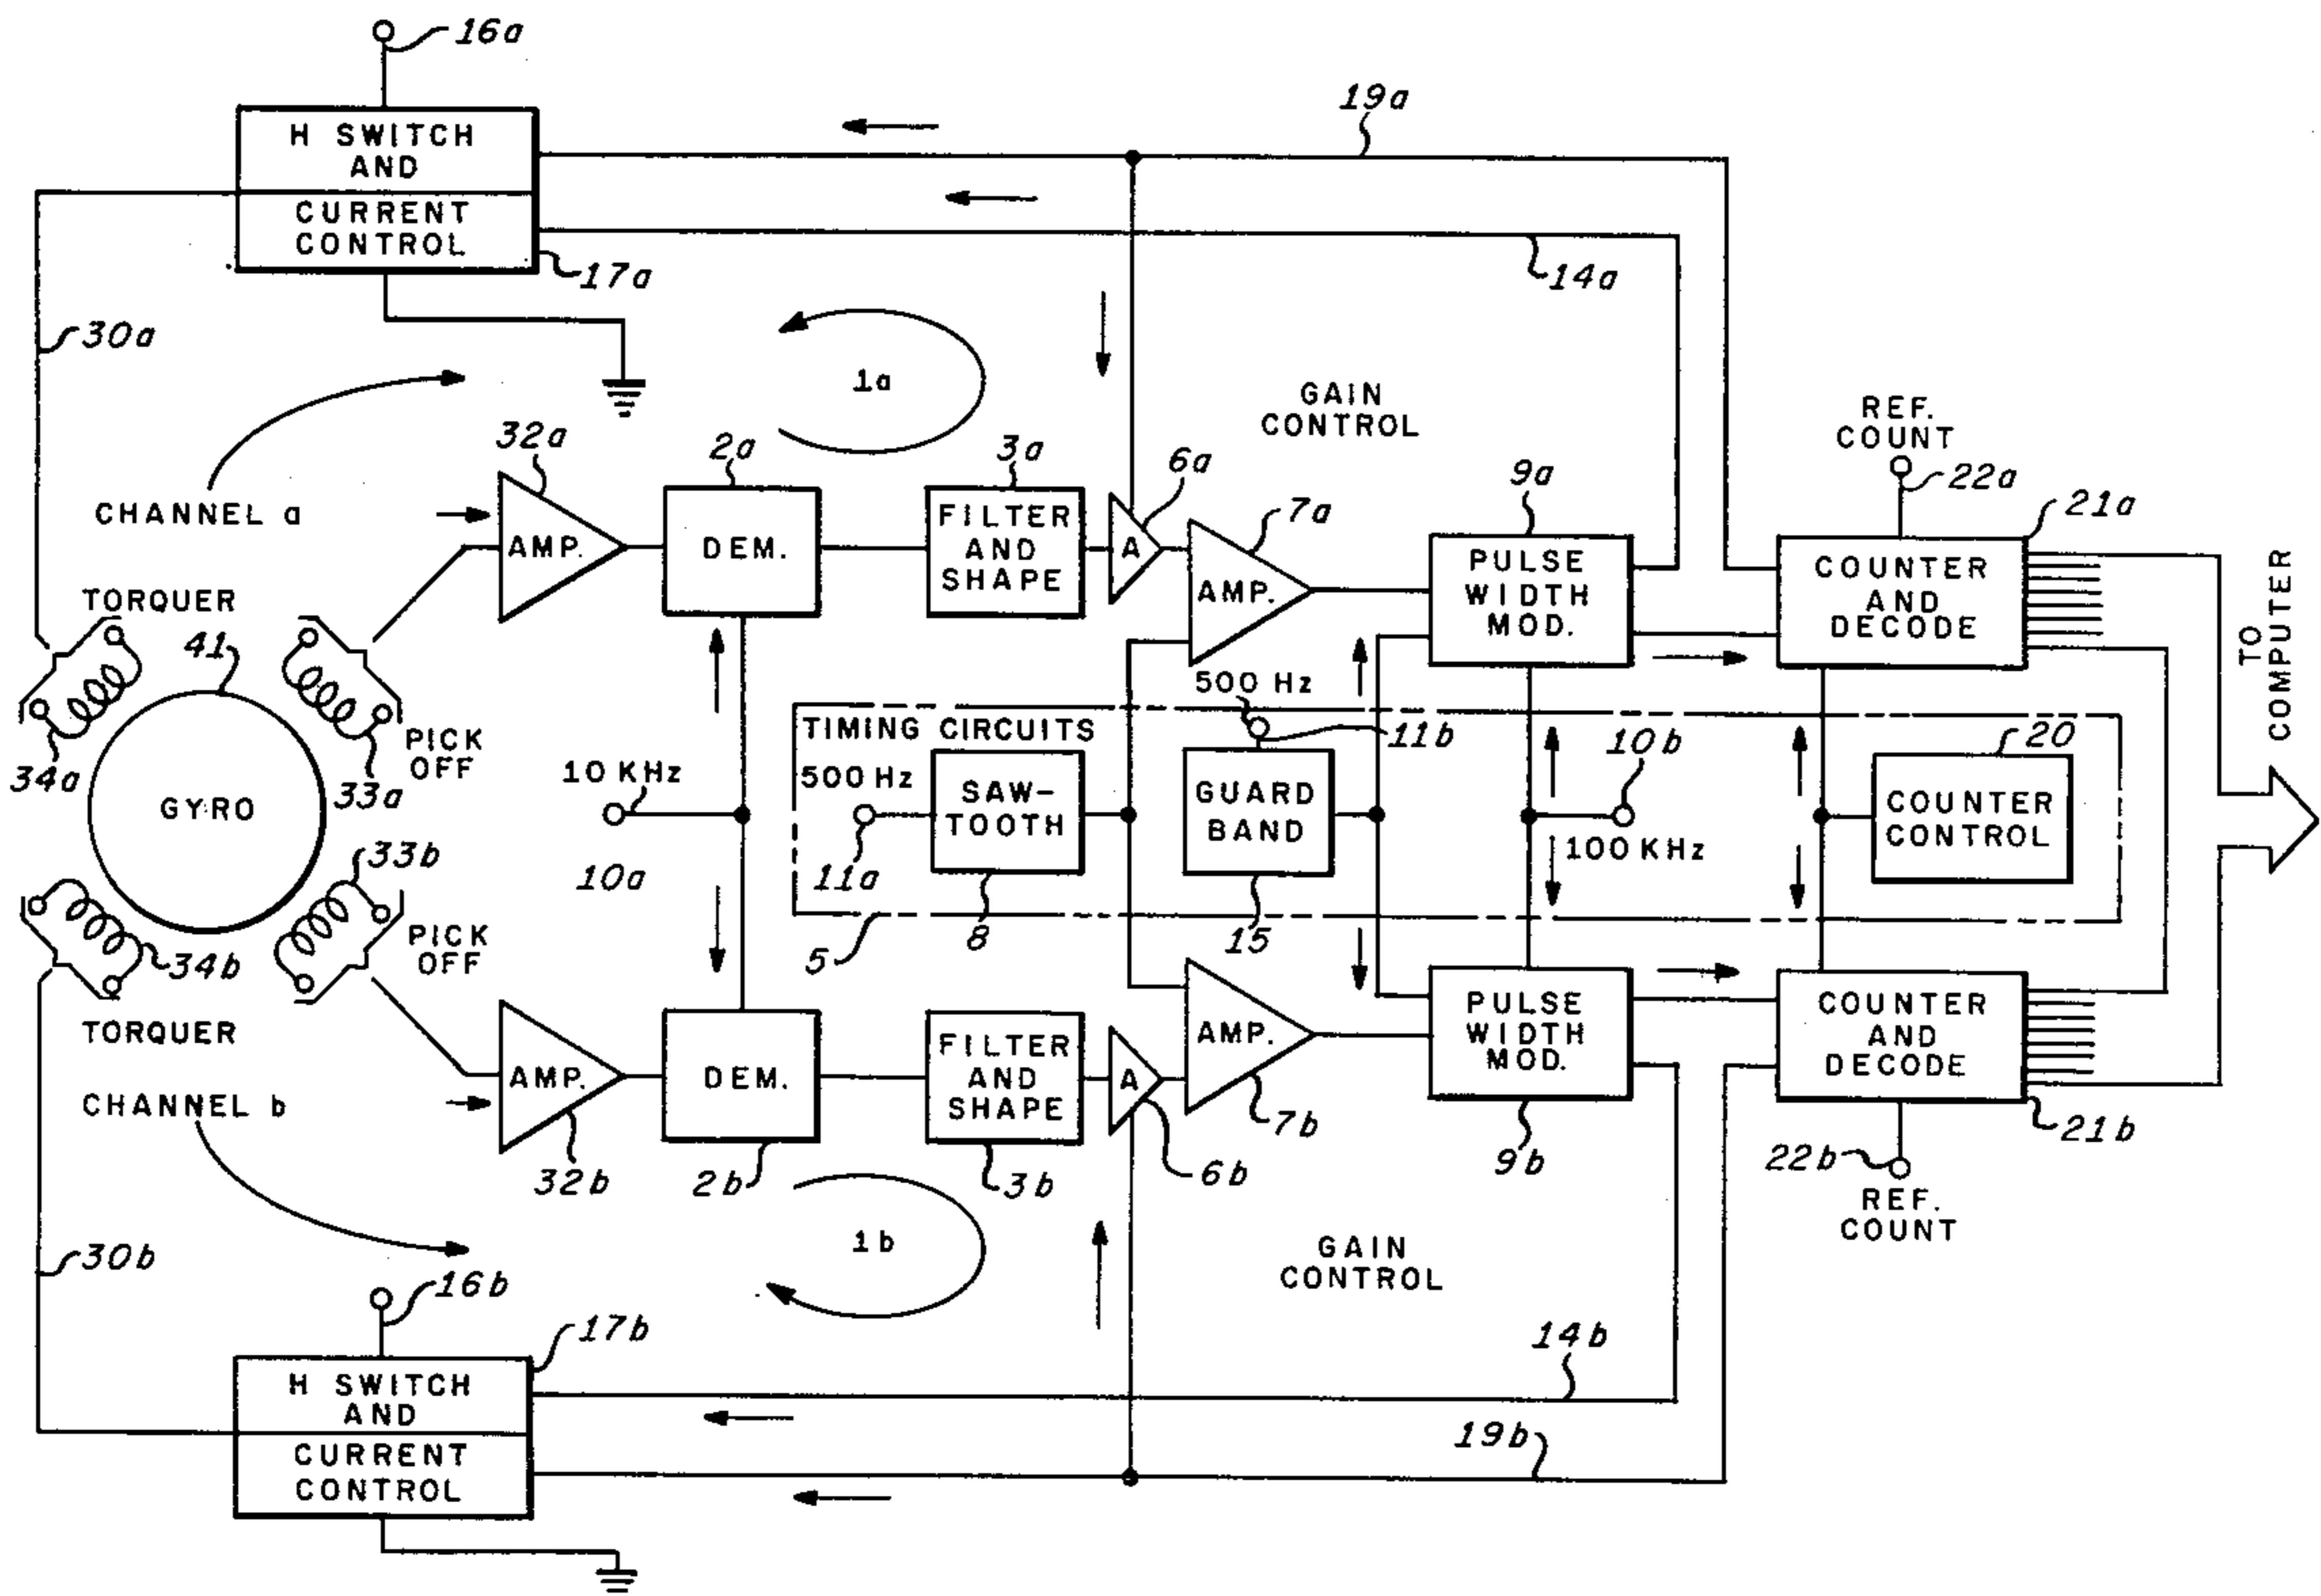 16a
H SWITCH
AND
CURRENT
CONTROL
17a
19a
14a
30a
1a
GAIN
CONTROL
CHANNEL a
32a
AMP.
2a
DEM.
3a
FILTER
AND
SHAPE
6a
A
7a
AMP.
9a
PULSE
WIDTH
MOD.
REF.
COUNT
22a
21a
COUNTER
AND
DECODE
TO
COMPUTER
TORQUER
41
34a
GYRO
PICK
OFF
33a
10 KHz
10a
TIMING CIRCUITS
500 Hz
11a
SAW-
TOOTH
8
5
500 Hz
11b
GUARD
BAND
15
10b
100 KHz
20
COUNTER
CONTROL
33b
PICK
OFF
34b
TORQUER
CHANNEL b
AMP.
32b
DEM.
2b
FILTER
AND
SHAPE
3b
A
6b
AMP.
7b
PULSE
WIDTH
MOD.
9b
COUNTER
AND
DECODE
21b
22b
REF.
COUNT
1b
GAIN
CONTROL
30b
16b
17b
H SWITCH
AND
CURRENT
CONTROL
14b
19b